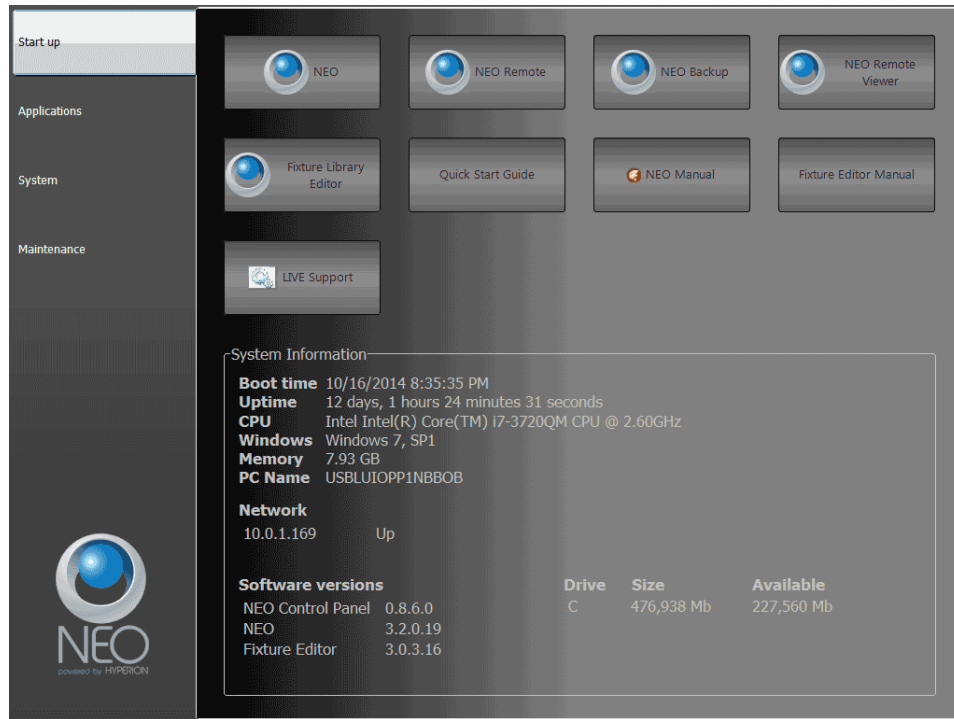 Start up
Applications
System
Maintenance
NEO
NEO Remote
NEO Backup
NEO Remote
Viewer
Fixture Library
Editor
Quick Start Guide
NEO Manual
Fixture Editor Manual
LIVE Support
System Information
Boot time 10/16/2014 8:35:35 PM
Uptime 12 days, 1 hours 24 minutes 31 seconds
CPU Intel Intel(R) Core(TM) i7-3720QM CPU @ 2.60GHz
Windows Windows 7, SP1
Memory 7.93 GB
PC Name USBLUIOPP1NBBOB
Network
10.0.1.169 Up
Software versions Drive Size Available
NEO Control Panel 0.8.6.0 C 476,938 Mb 227,560 Mb
NEO 3.2.0.19
Fixture Editor 3.0.3.16
NEO
powered by HYPERION